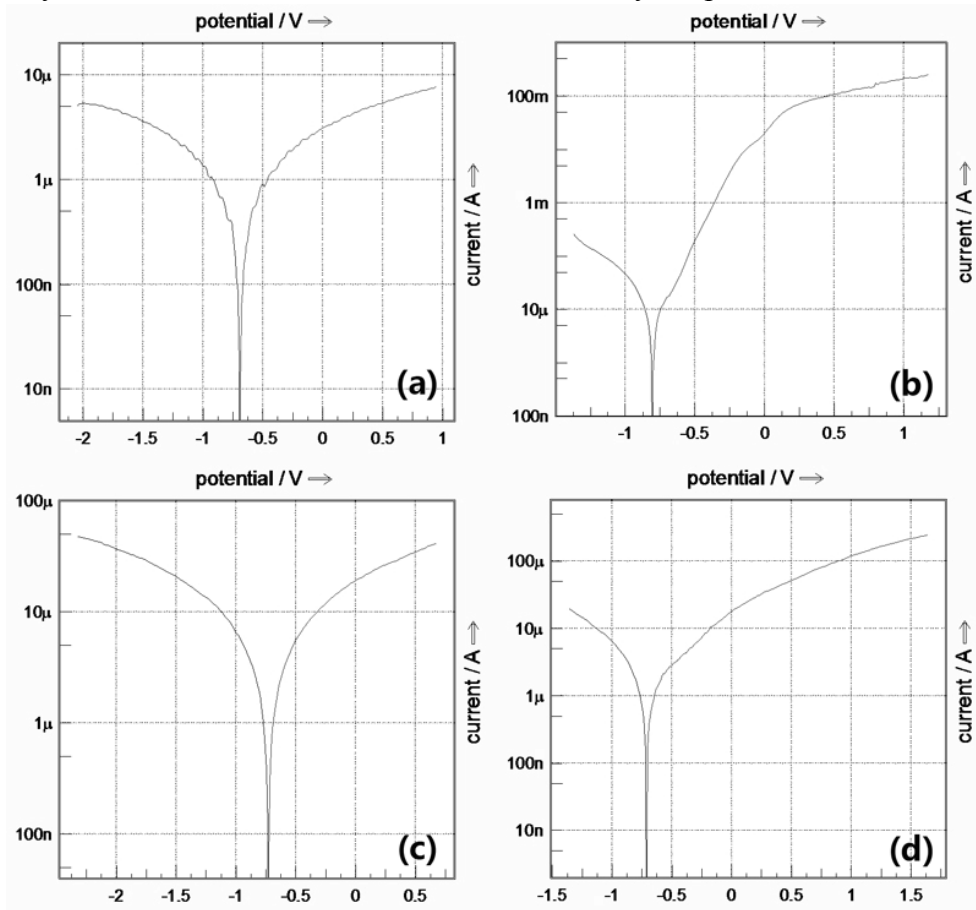 potential / V →
10µ
1µ
100n
10n
-2
-1.5
-1
-0.5
0
0.5
1
current / A →
(a)
potential / V →
100m
1m
10µ
100n
-1
-0.5
0
0.5
1
current / A →
(b)
potential / V →
100µ
10µ
1µ
100n
-2
-1.5
-1
-0.5
0
0.5
current / A →
(c)
potential / V →
100µ
10µ
1µ
100n
10n
-1.5
-1
-0.5
0
0.5
1
1.5
current / A →
(d)